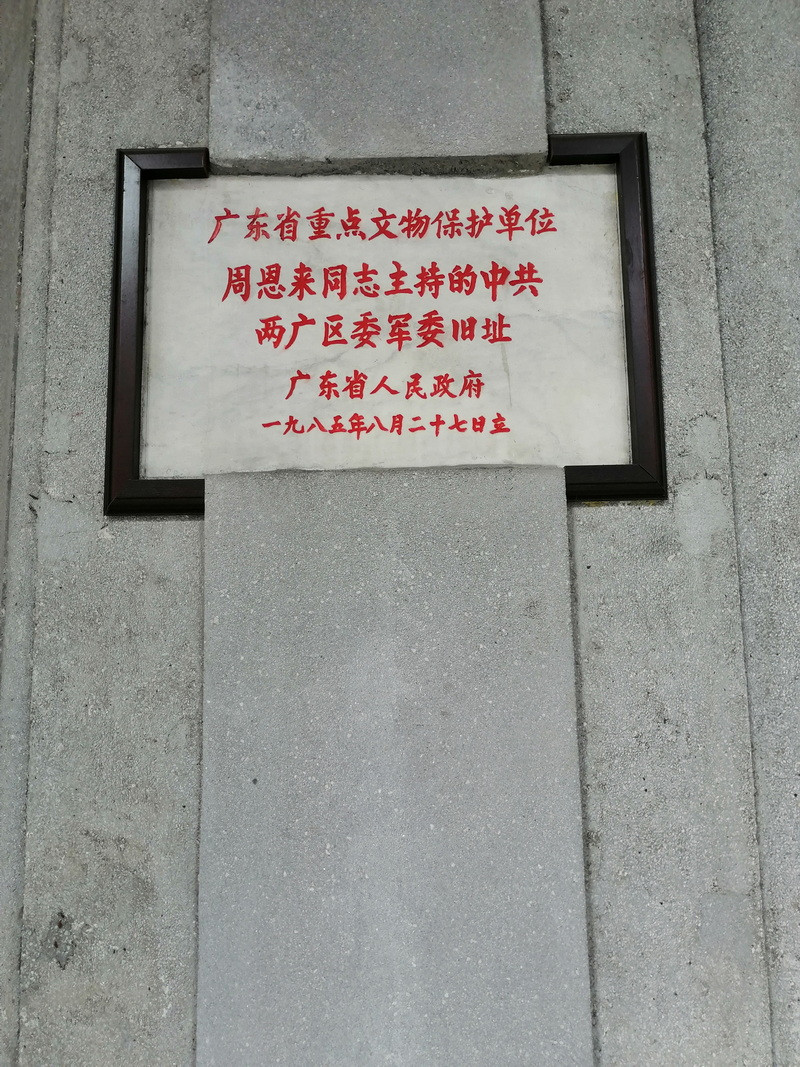 广东省重点文物保护单位
周恩来同志主持的中共
两广区委军委旧址
广东省人民政府
一九八五年八月二十七日立